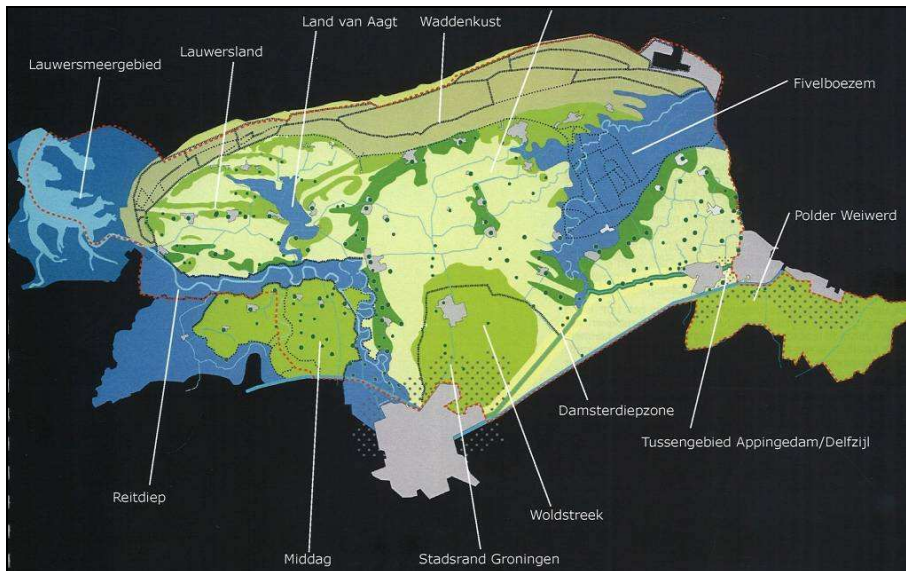 Land van Aagt
Waddenkust
Lauwersland
Lauwersmeergebied
Fivelboezem
Polder Weiwerd
Damsterdiepzone
Tussengebied Appingedam/Delfzijl
Reitdiep
Woldstreek
Middag
Stadsrand Groningen